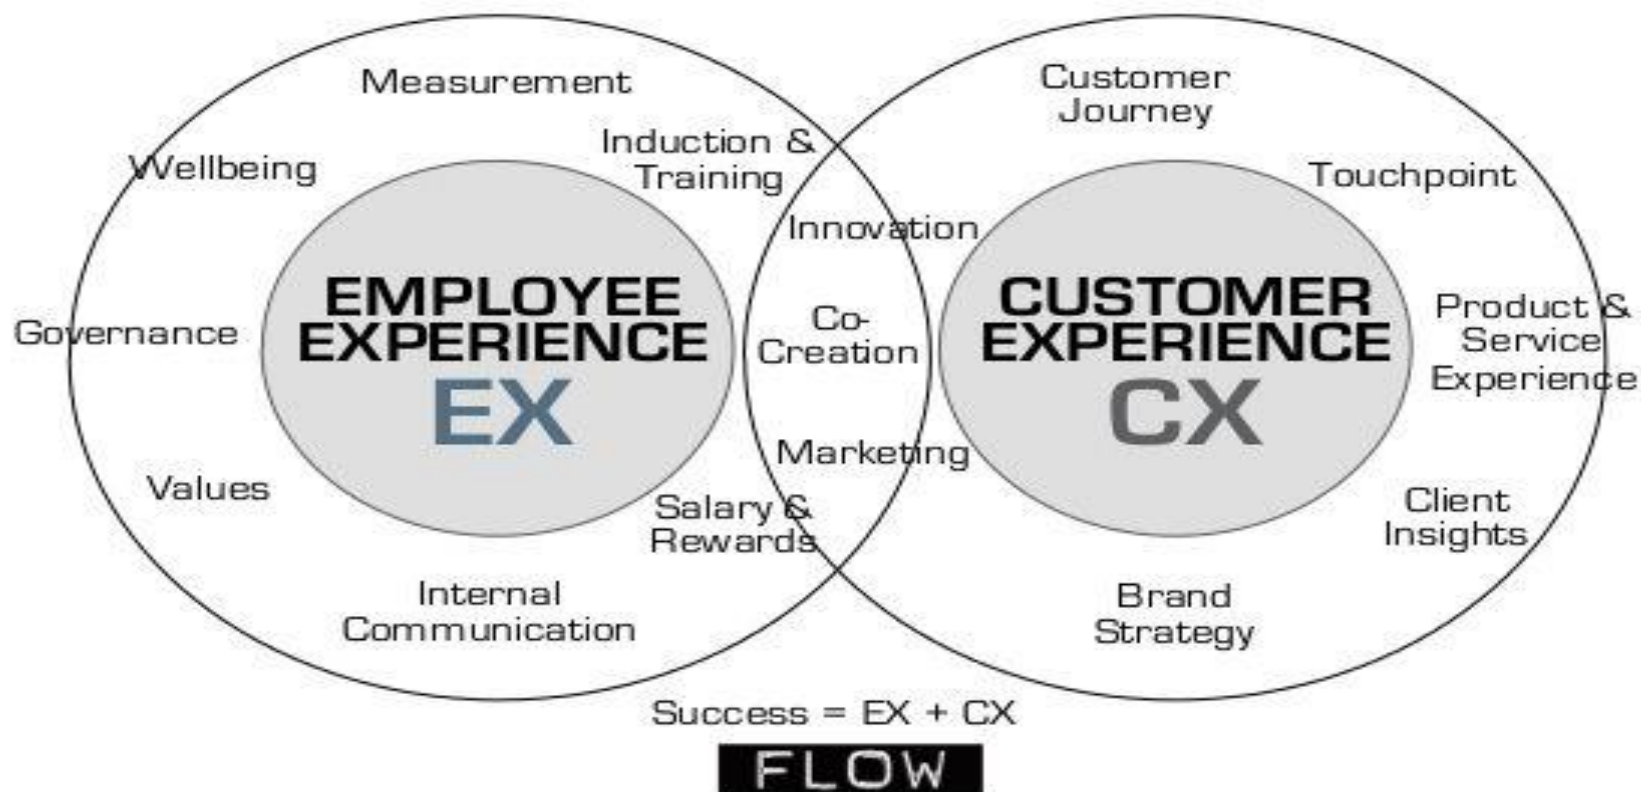 Measurement
Induction &
Training
Wellbeing
Governance
EMPLOYEE
EXPERIENCE
EX
Values
Salary &
Rewards
Internal
Communication
Innovation
Co-
Creation
Marketing
Customer
Journey
Touchpoint
CUSTOMER
EXPERIENCE
CX
Product &
Service
Experience
Client
Insights
Brand
Strategy
Success = EX + CX
FLOW